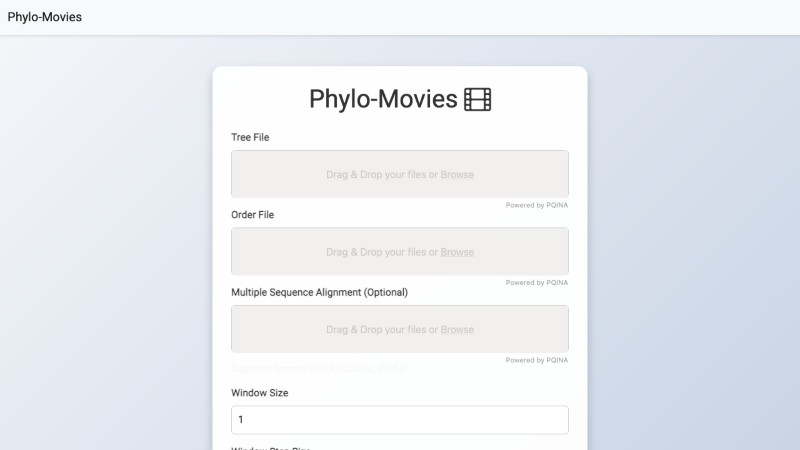 Phylo-Movies
Phylo-Movies
Tree File
Drag & Drop your files or Browse
Powered by PQINA
Order File
Drag & Drop your files or Browse
Powered by PQINA
Multiple Sequence Alignment (Optional)
Drag & Drop your files or Browse
Powered by PQINA
Window Size
1